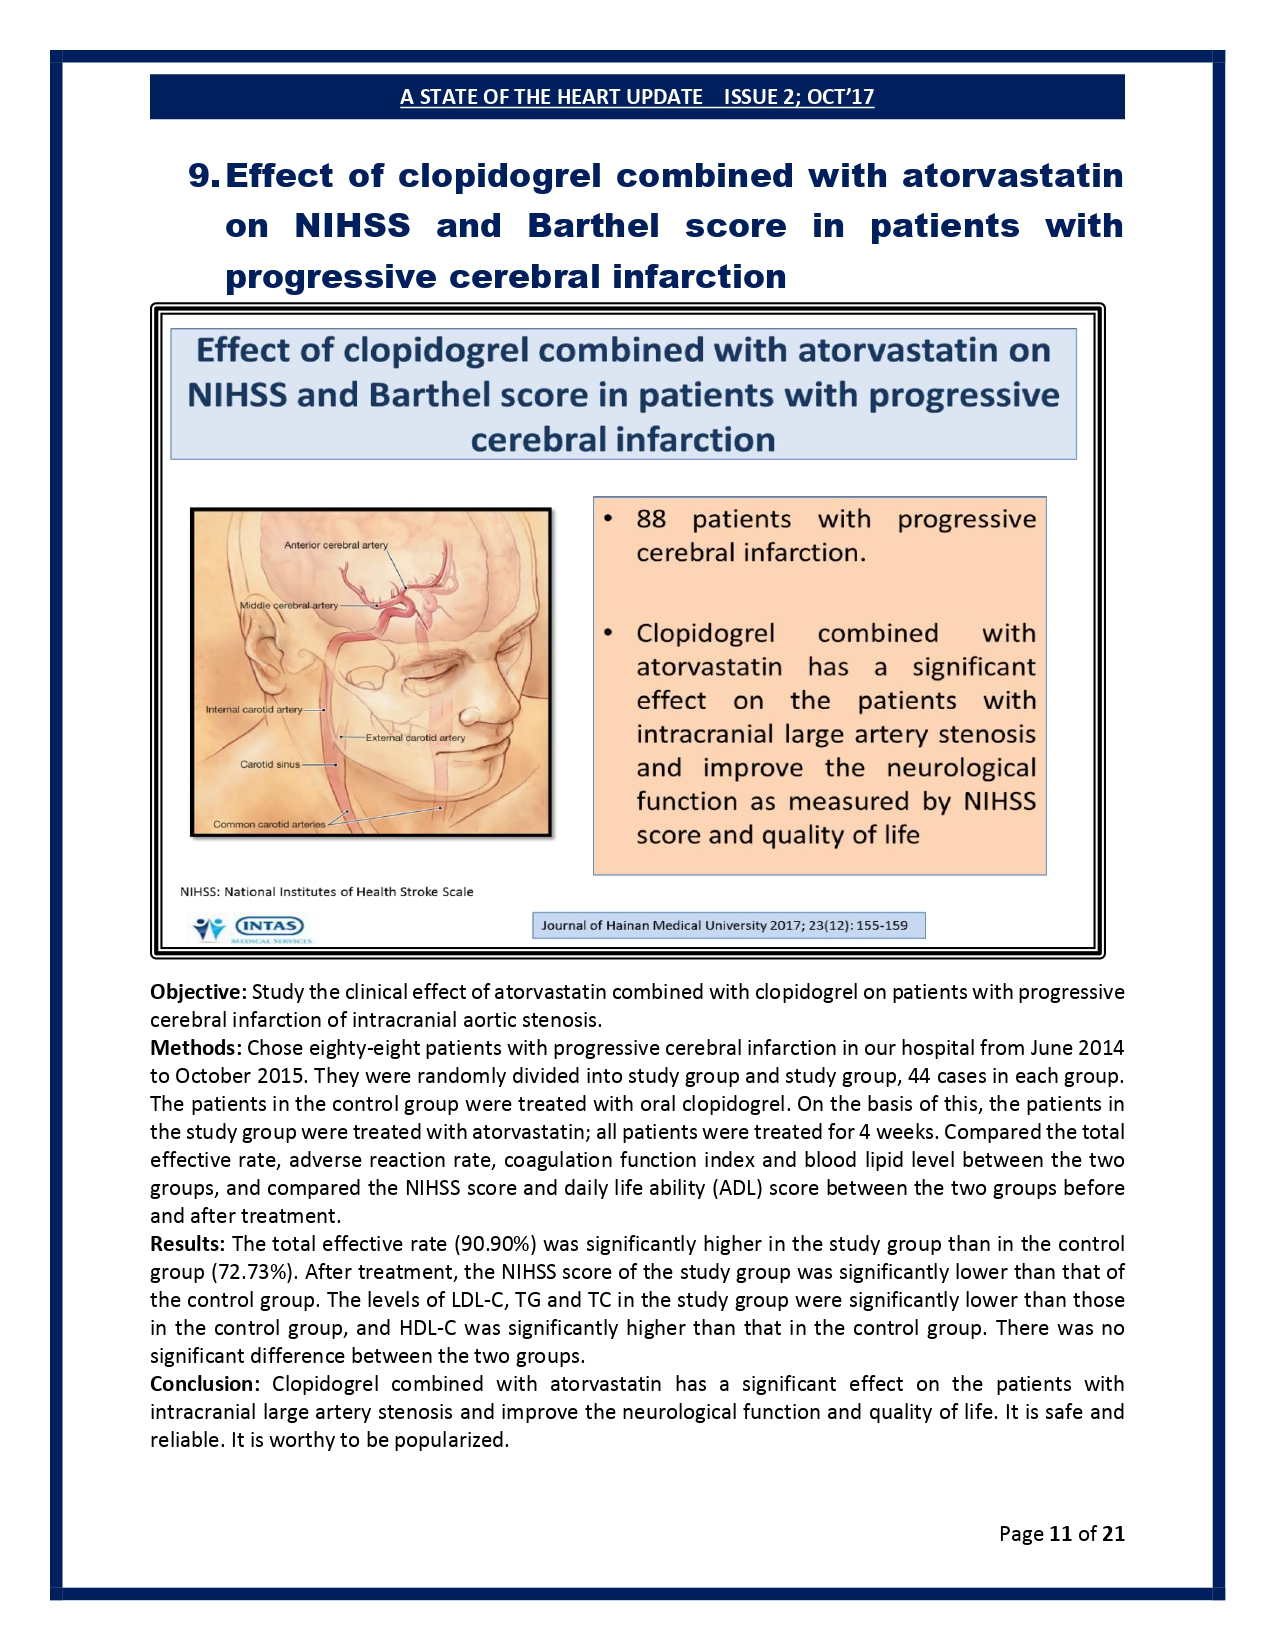 A STATE OF THE HEART UPDATE ISSUE 2; OCT’17
9. Effect of clopidogrel combined with atorvastatin
on NIHSS and Barthel score in patients with
progressive cerebral infarction
Effect of clopidogrel combined with atorvastatin on
NIHSS and Barthel score in patients with progressive
cerebral infarction
Anterior cerebral artery
Middle cerebral artery
Internal carotid artery
External carotid artery
Carotid sinus
Common carotid arteries
• 88 patients with progressive
cerebral infarction.
• Clopidogrel combined with
atorvastatin has a significant
effect on the patients with
intracranial large artery stenosis
and improve the neurological
function as measured by NIHSS
score and quality of life
NIHSS: National Institutes of Health Stroke Scale
INTAS
MEDICAL SERVICES
Journal of Hainan Medical University 2017; 23(12): 155-159
Objective: Study the clinical effect of atorvastatin combined with clopidogrel on patients with progressive
cerebral infarction of intracranial aortic stenosis.
Methods: Chose eighty-eight patients with progressive cerebral infarction in our hospital from June 2014
to October 2015. They were randomly divided into study group and study group, 44 cases in each group.
The patients in the control group were treated with oral clopidogrel. On the basis of this, the patients in
the study group were treated with atorvastatin; all patients were treated for 4 weeks. Compared the total
effective rate, adverse reaction rate, coagulation function index and blood lipid level between the two
groups, and compared the NIHSS score and daily life ability (ADL) score between the two groups before
and after treatment.
Results: The total effective rate (90.90%) was significantly higher in the study group than in the control
group (72.73%). After treatment, the NIHSS score of the study group was significantly lower than that of
the control group. The levels of LDL-C, TG and TC in the study group were significantly lower than those
in the control group, and HDL-C was significantly higher than that in the control group. There was no
significant difference between the two groups.
Conclusion: Clopidogrel combined with atorvastatin has a significant effect on the patients with
intracranial large artery stenosis and improve the neurological function and quality of life. It is safe and
reliable. It is worthy to be popularized.
Page 11 of 21